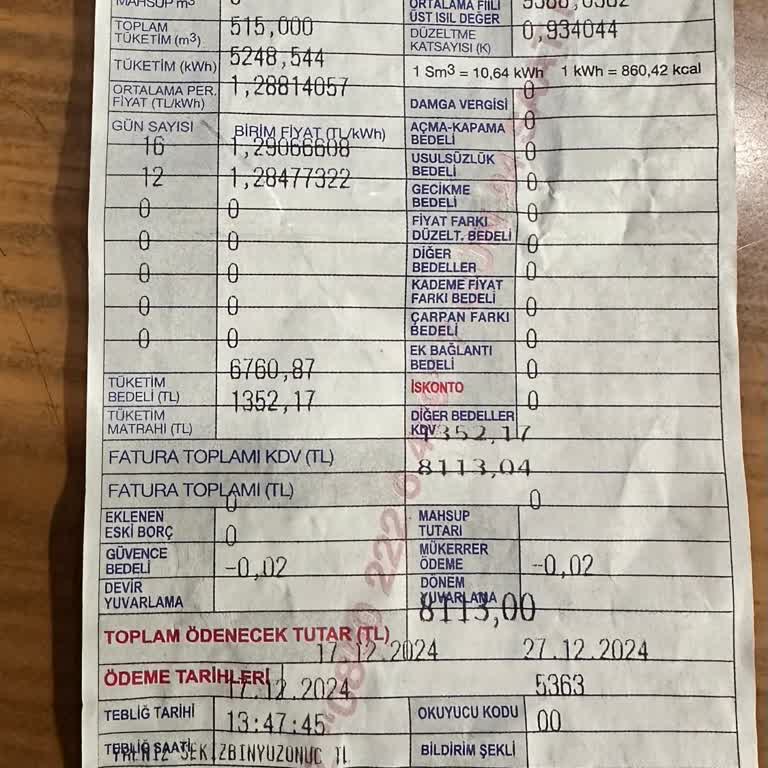 MAHSUP m³ 0 ORTALAMA FİİLİ ÜST ISIL DEĞER
TOPLAM TÜKETİM (m³) 515,000 DÜZELTME KATSAYISI (K) 0,934044
TÜKETİM (kWh) 5248,544 1 Sm³ = 10,64 kWh 1 kWh = 860,42 kcal
ORTALAMA PER. FİYAT (TL/kWh) 1,28814057 DAMGA VERGİSİ 0
GÜN SAYISI BİRİM FİYAT (TL/kWh) AÇMA-KAPAMA BEDELİ 0
16 1,29066608 USULSÜZLÜK BEDELİ 0
12 1,28477322 GECİKME BEDELİ 0
0 0 FİYAT FARKI DÜZELT. BEDELİ 0
0 0 DİĞER BEDELLER 0
0 0 KADEME FİYAT FARKI BEDELİ 0
0 0 ÇARPAN FARKI BEDELİ 0
0 0 EK BAĞLANTI BEDELİ 0
TÜKETİM BEDELİ (TL) 6760,87 İSKONTO 0
TÜKETİM MATRAHI (TL) 1352,17 DİĞER BEDELLER KDV 0
FATURA TOPLAMI KDV (TL) 1352,17
FATURA TOPLAMI (TL) 8113,04
EKLENEN ESKİ BORÇ 0 MAHSUP TUTARI 0
GÜVENCE BEDELİ 0 MÜKERRER ÖDEME
DEVİR YUVARLAMA -0,02 DÖNEM YUVARLAMA -0,02
TOPLAM ÖDENECEK TUTAR (TL) 8113,00
ÖDEME TARİHLERİ 17.12.2024 27.12.2024
TEBLİĞ TARİHİ 17.12.2024 OKUYUCU KODU 5363
TEBLİĞ SAATİ 13:47:45 BİLDİRİM ŞEKLİ 00
YALNIZ SEKİZBİNYUZONUC TL